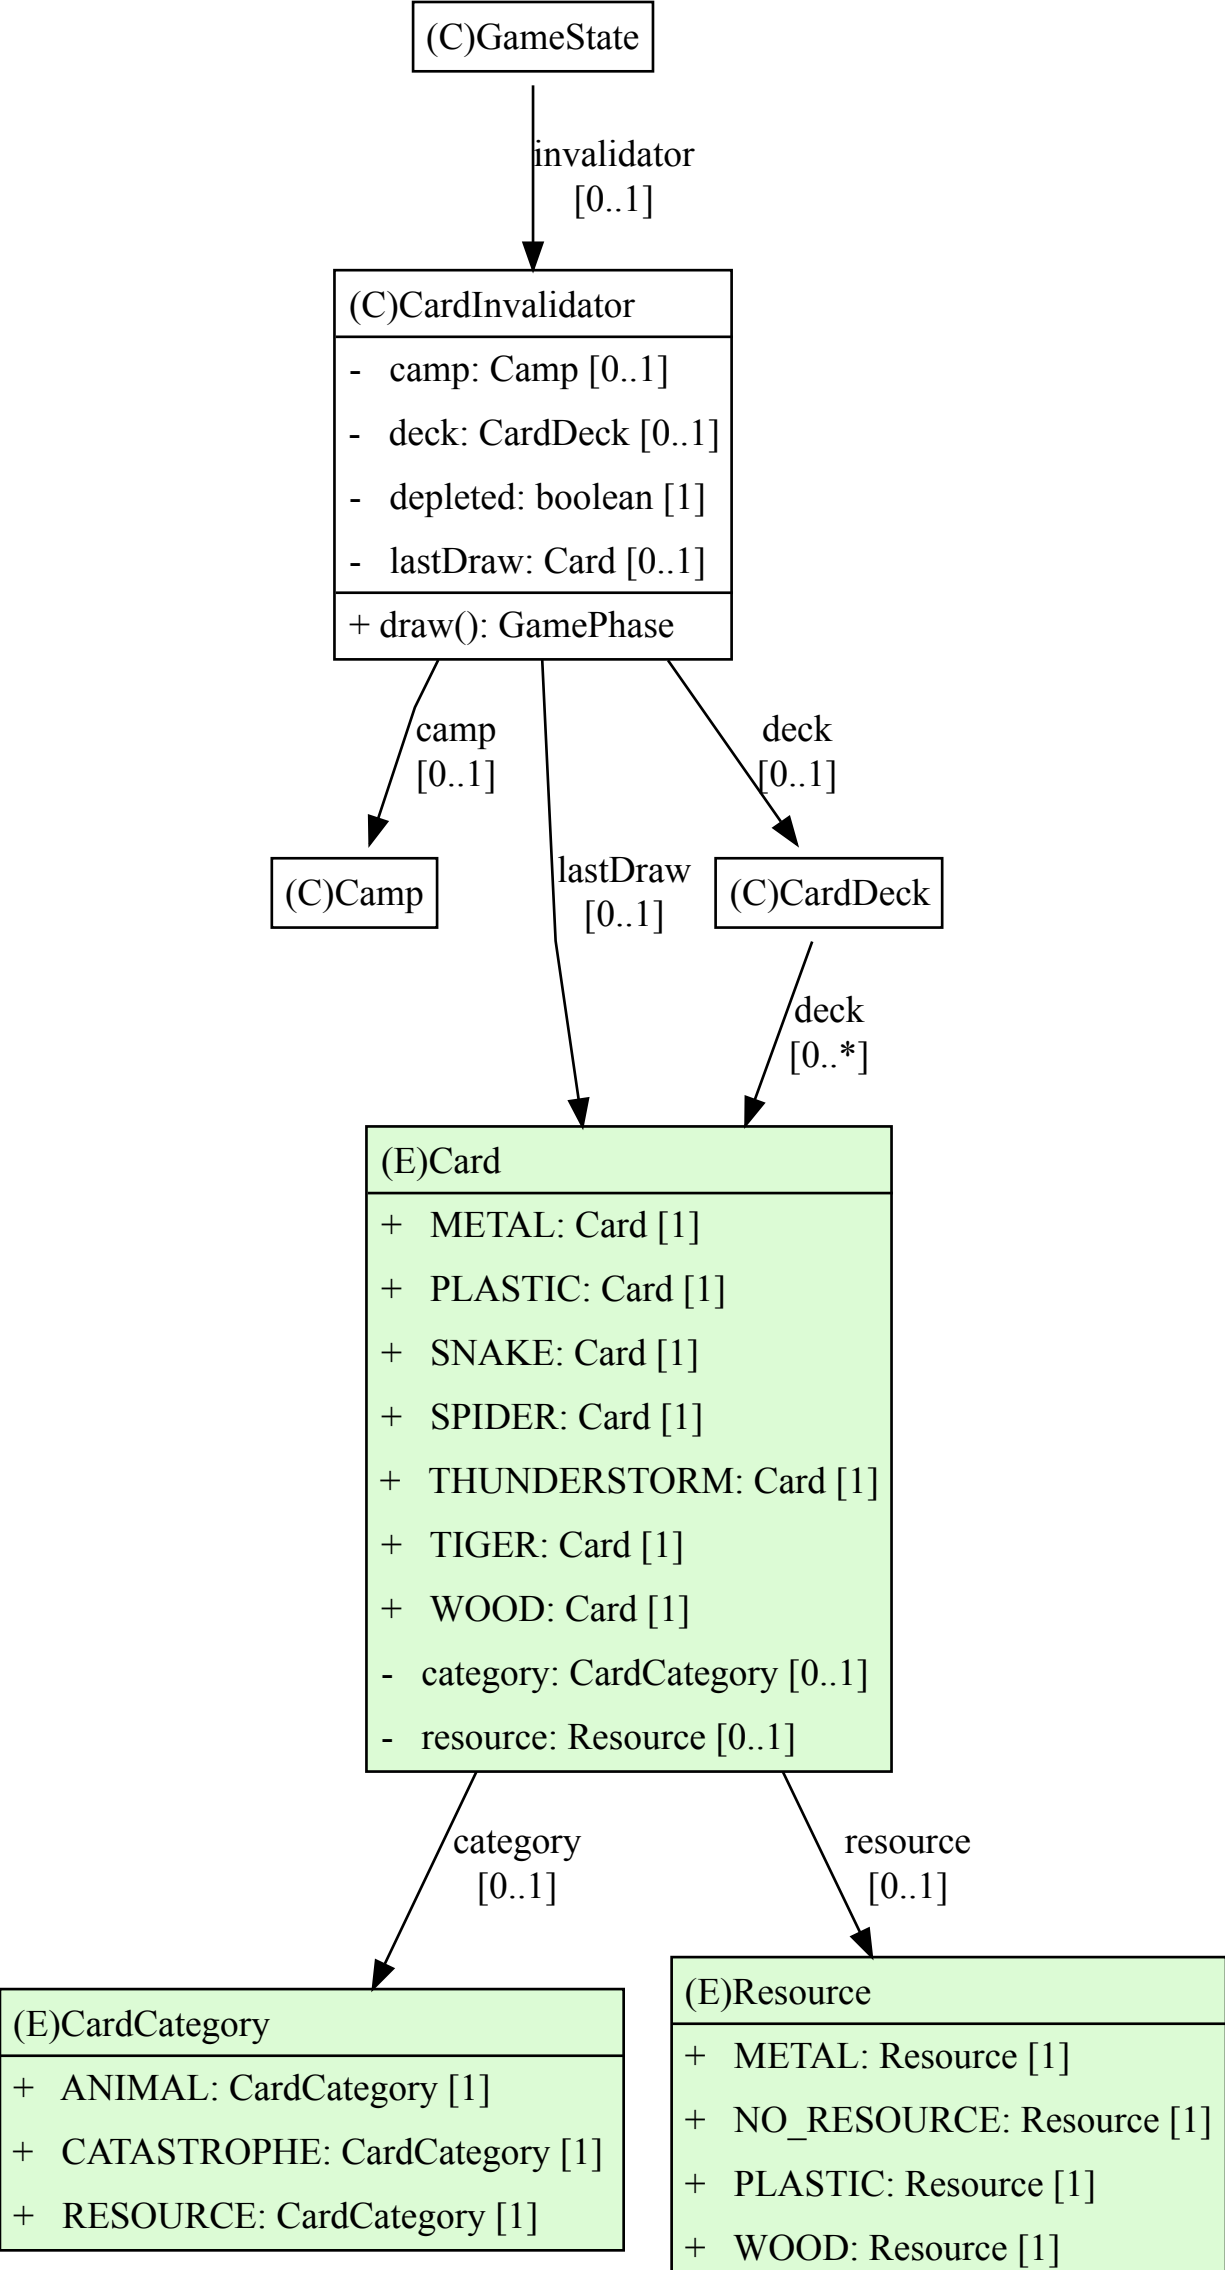 (C)GameState
invalidator
[0..1]
(C)CardInvalidator
- camp: Camp [0..1]
- deck: CardDeck [0..1]
- depleted: boolean [1]
- lastDraw: Card [0..1]
+ draw(): GamePhase
camp
[0..1]
deck
[0..1]
(C)Camp
lastDraw
[0..1]
(C)CardDeck
deck
[0..*]
(E)Card
+ METAL: Card [1]
+ PLASTIC: Card [1]
+ SNAKE: Card [1]
+ SPIDER: Card [1]
+ THUNDERSTORM: Card [1]
+ TIGER: Card [1]
+ WOOD: Card [1]
- category: CardCategory [0..1]
- resource: Resource [0..1]
category
[0..1]
resource
[0..1]
(E)CardCategory
+ ANIMAL: CardCategory [1]
+ CATASTROPHE: CardCategory [1]
+ RESOURCE: CardCategory [1]
(E)Resource
+ METAL: Resource [1]
+ NO_RESOURCE: Resource [1]
+ PLASTIC: Resource [1]
+ WOOD: Resource [1]